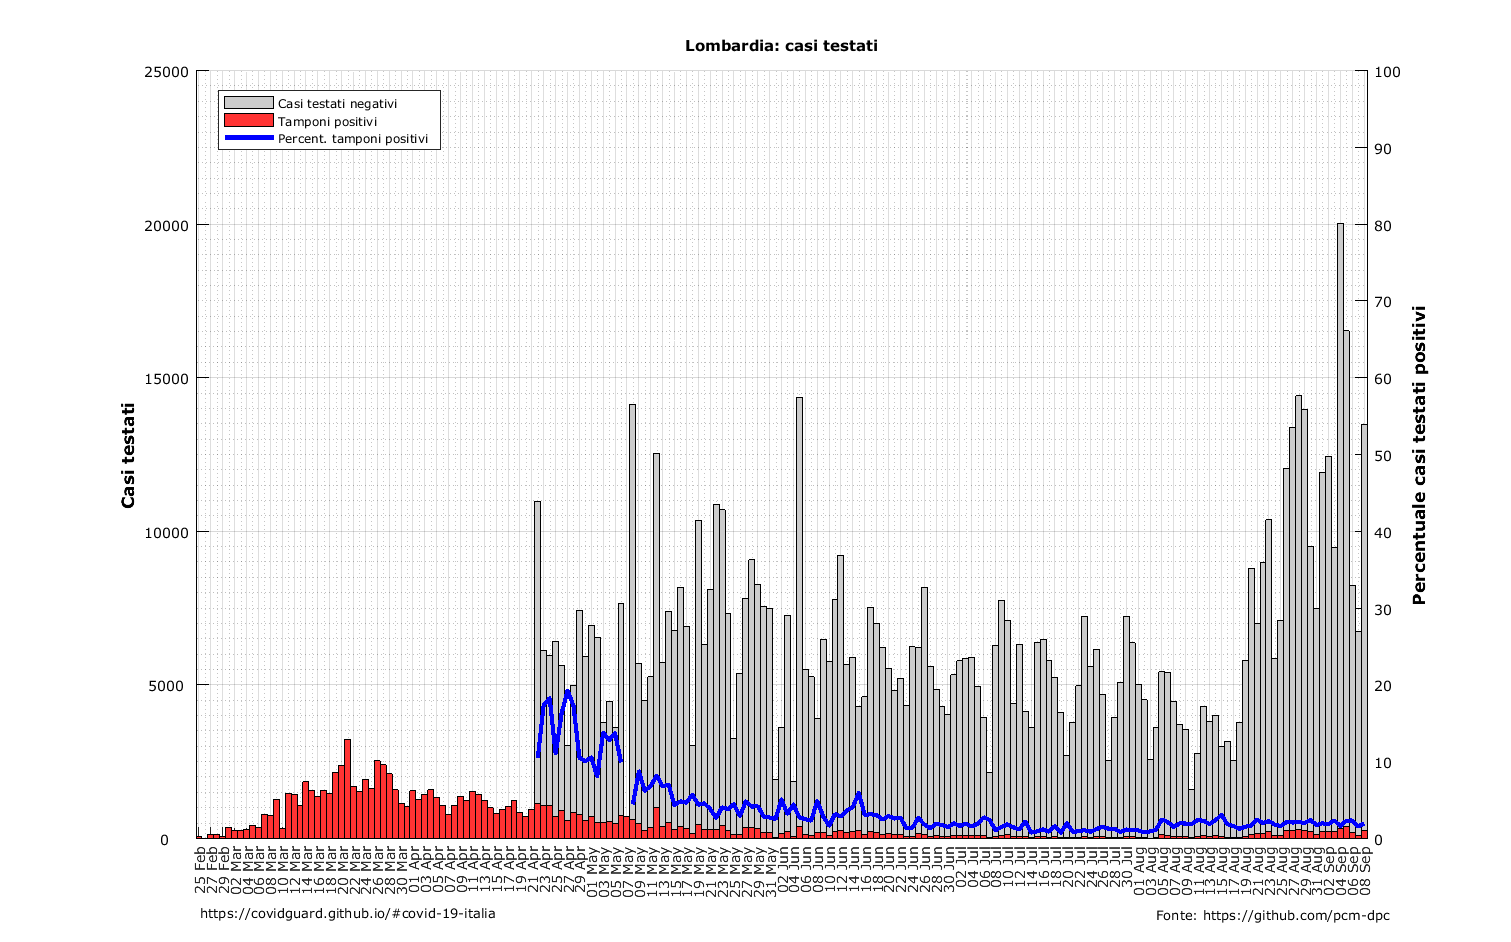 Lombardia: casi testati
25000
20000
15000
10000
5000
0
100
90
80
70
60
50
40
30
20
10
0
Casi testati negativi
Tamponi positivi
Percent. tamponi positivi
Casi testati
Percentuale casi testati positivi
25 Feb
27 Feb
29 Feb
02 Mar
04 Mar
06 Mar
08 Mar
10 Mar
12 Mar
14 Mar
16 Mar
18 Mar
20 Mar
22 Mar
24 Mar
26 Mar
28 Mar
30 Mar
01 Apr
03 Apr
05 Apr
07 Apr
09 Apr
11 Apr
13 Apr
15 Apr
17 Apr
19 Apr
21 Apr
23 Apr
25 Apr
27 Apr
29 Apr
01 May
03 May
05 May
07 May
09 May
11 May
13 May
15 May
17 May
19 May
21 May
23 May
25 May
27 May
29 May
31 May
02 Jun
04 Jun
06 Jun
08 Jun
10 Jun
12 Jun
14 Jun
16 Jun
18 Jun
20 Jun
22 Jun
24 Jun
26 Jun
28 Jun
30 Jun
02 Jul
04 Jul
06 Jul
08 Jul
10 Jul
12 Jul
14 Jul
16 Jul
18 Jul
20 Jul
22 Jul
24 Jul
26 Jul
28 Jul
30 Jul
01 Aug
03 Aug
05 Aug
07 Aug
09 Aug
11 Aug
13 Aug
15 Aug
17 Aug
19 Aug
21 Aug
23 Aug
25 Aug
27 Aug
29 Aug
31 Aug
02 Sep
04 Sep
06 Sep
08 Sep
https://covidguard.github.io/#covid-19-italia
Fonte: https://github.com/pcm-dpc